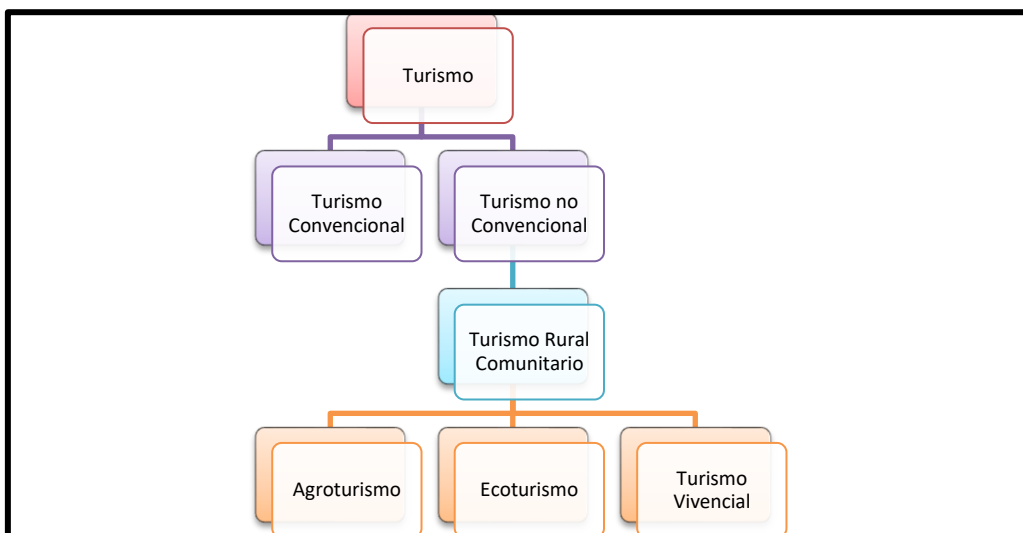 Turismo
Turismo
Convencional
Turismo no
Convencional
Turismo Rural
Comunitario
Agroturismo
Ecoturismo
Turismo
Vivencial